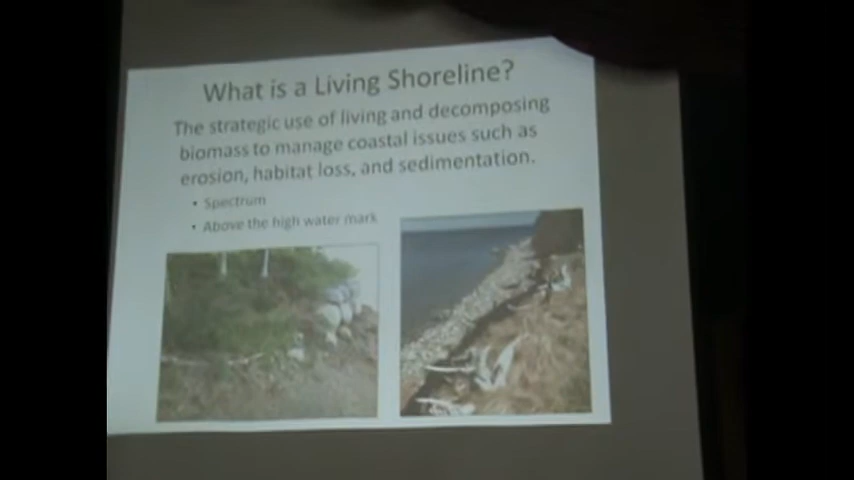 What is a Living Shoreline?
The strategic use of living and decomposing
biomass to manage coastal issues such as
erosion, habitat loss, and sedimentation.
• Spectrum
• Above the high water mark